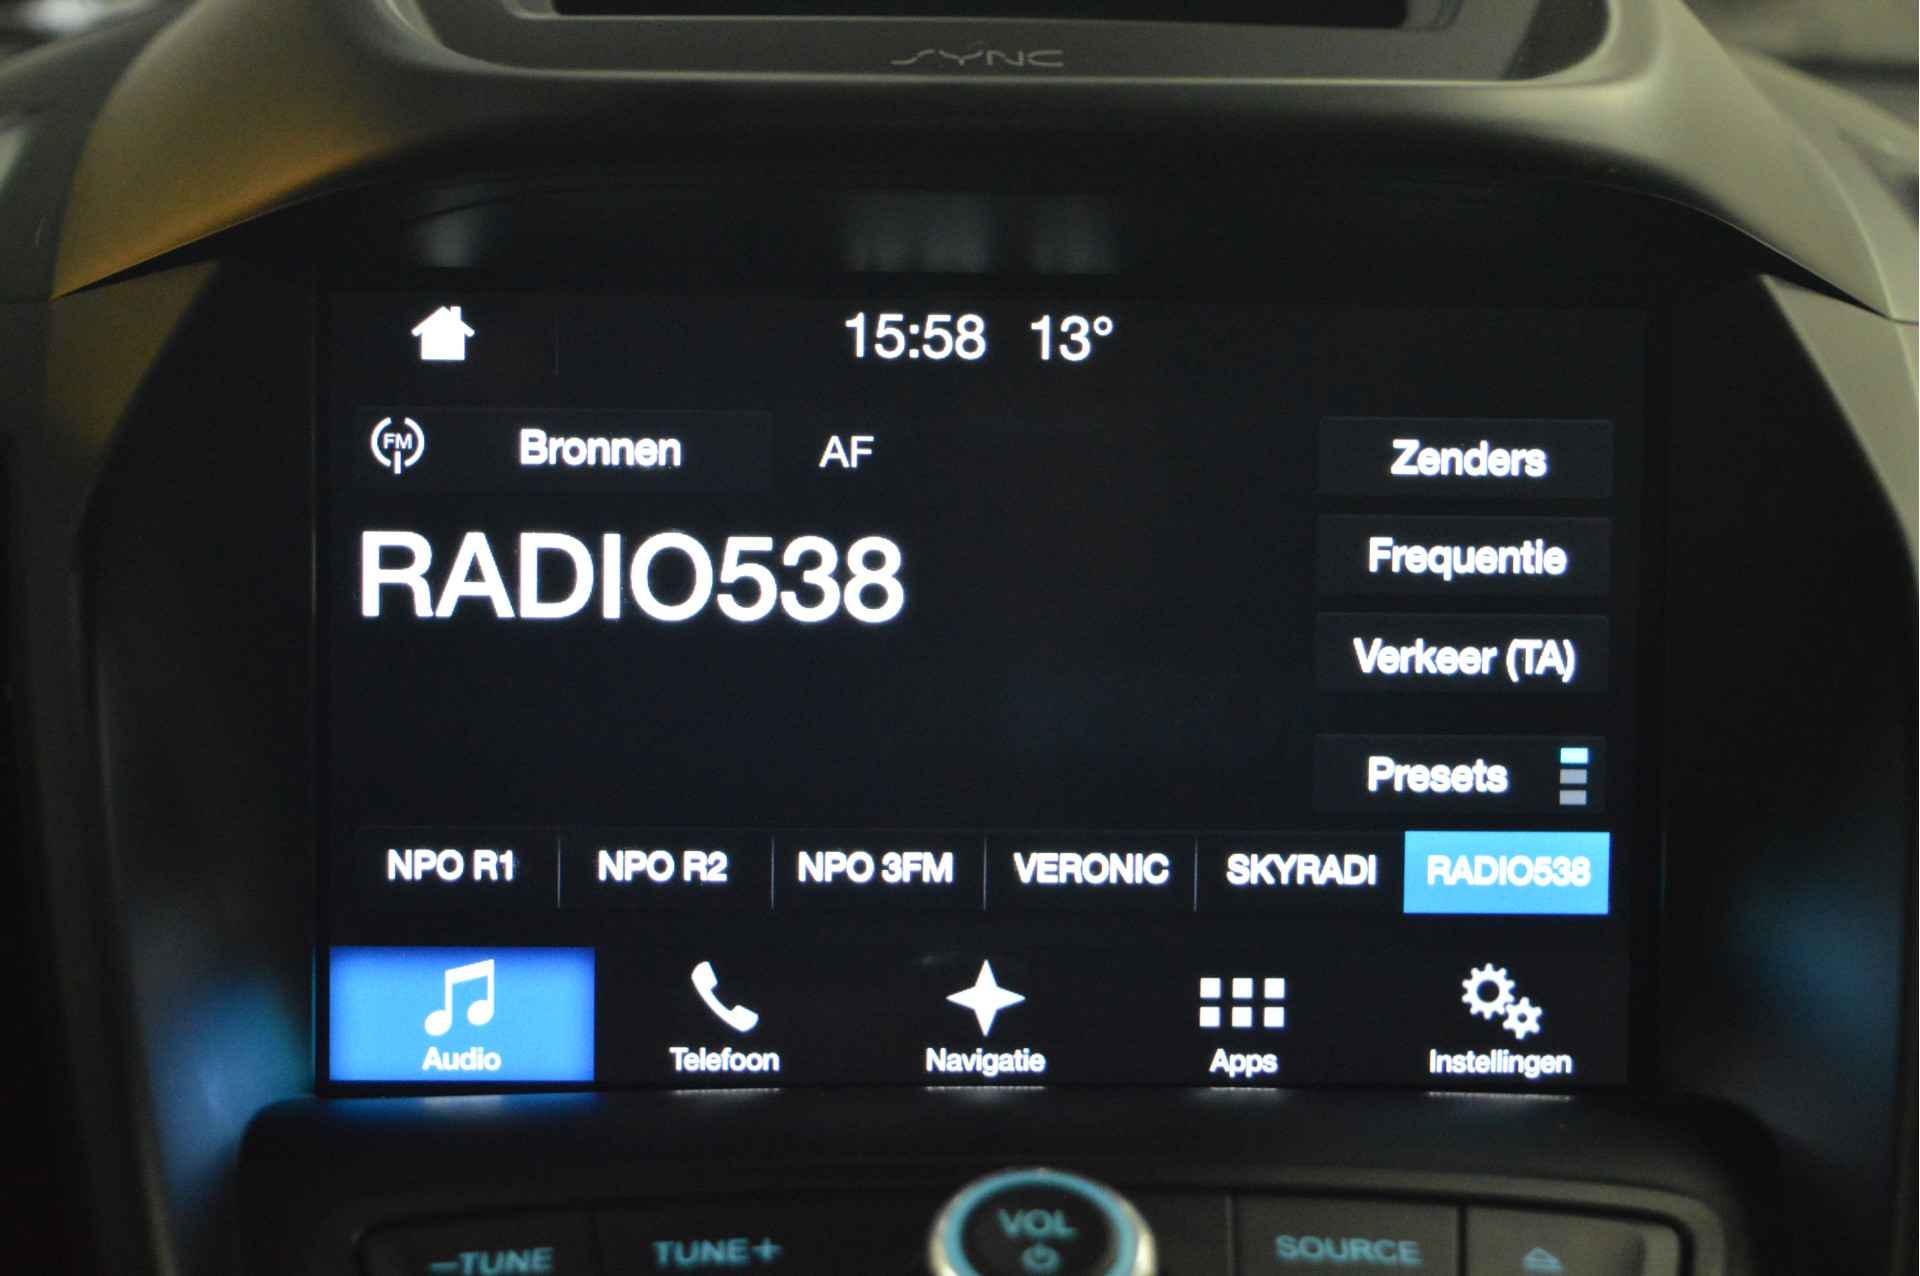 SYNC
15:58 13°
FM Bronnen AF Zenders
RADIO538
Frequentie
Verkeer (TA)
Presets
NPO R1 NPO R2 NPO 3FM VERONIC SKYRADI RADIO538
Audio Telefoon Navigatie Apps Instellingen
–TUNE TUNE+ VOL SOURCE